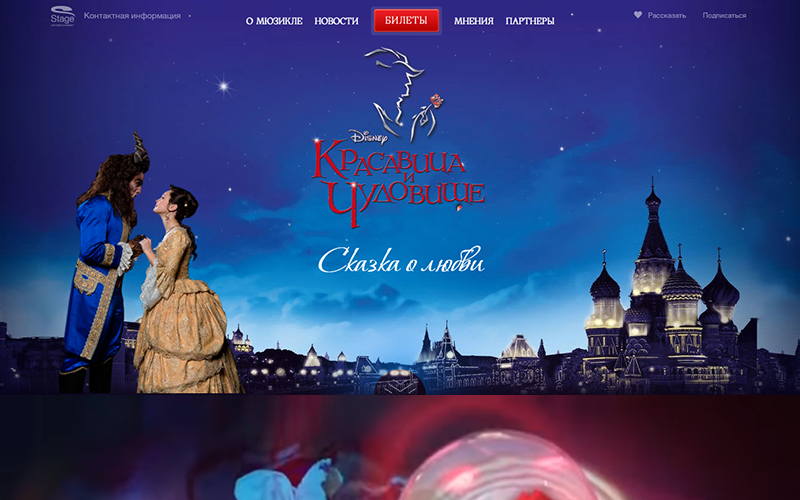 Stage
Контактная информация
О МЮЗИКЛЕ НОВОСТИ БИЛЕТЫ МНЕНИЯ ПАРТНЕРЫ
Рассказать Подписаться
Disney
Красавица
и
Чудовище
Сказка о любви